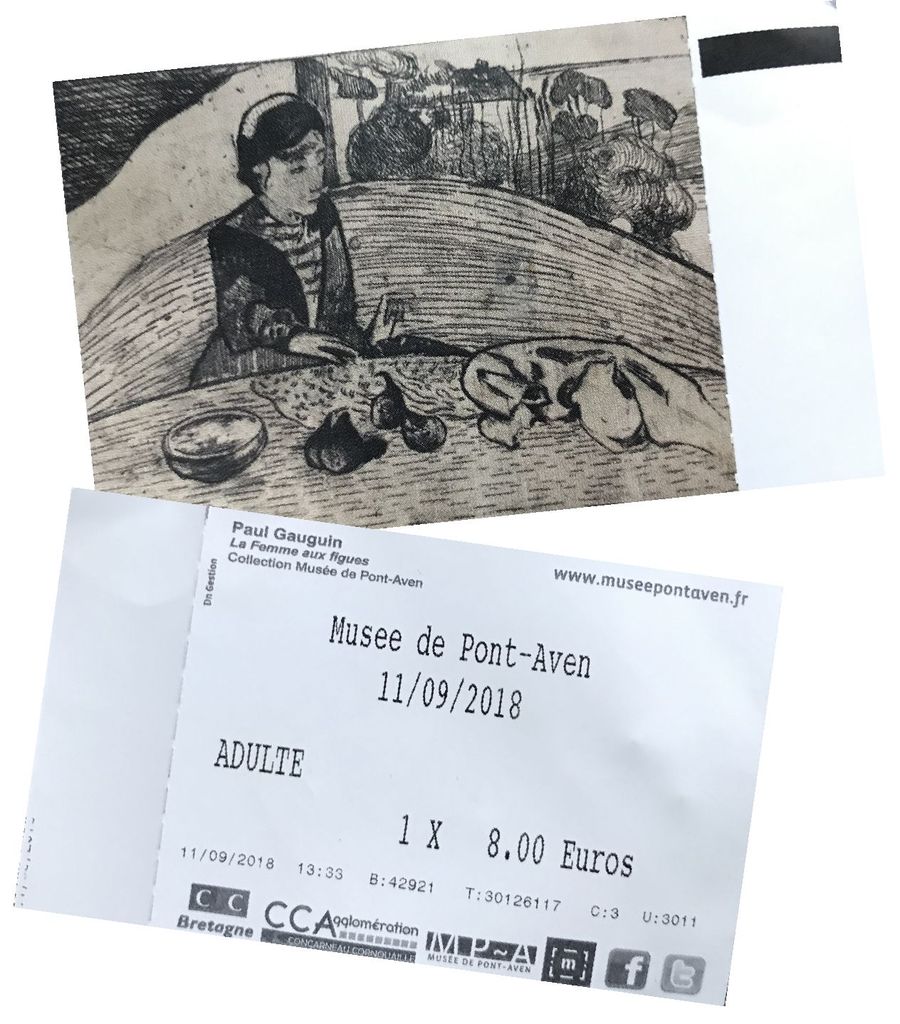 Paul Gauguin
La Femme aux figues
Collection Musée de Pont-Aven
www.museepontaven.fr
Dn Gestion
Musee de Pont-Aven
11/09/2018
ADULTE
1 X 8.00 Euros
11/09/2018 13:33 B:42921 T:30126117 C:3 U:3011
C C
Bretagne
CCAgglomération
CONCARNEAU CORNOUAILLE
M P~A
MUSÉE DE PONT-AVEN
[m]
f
t